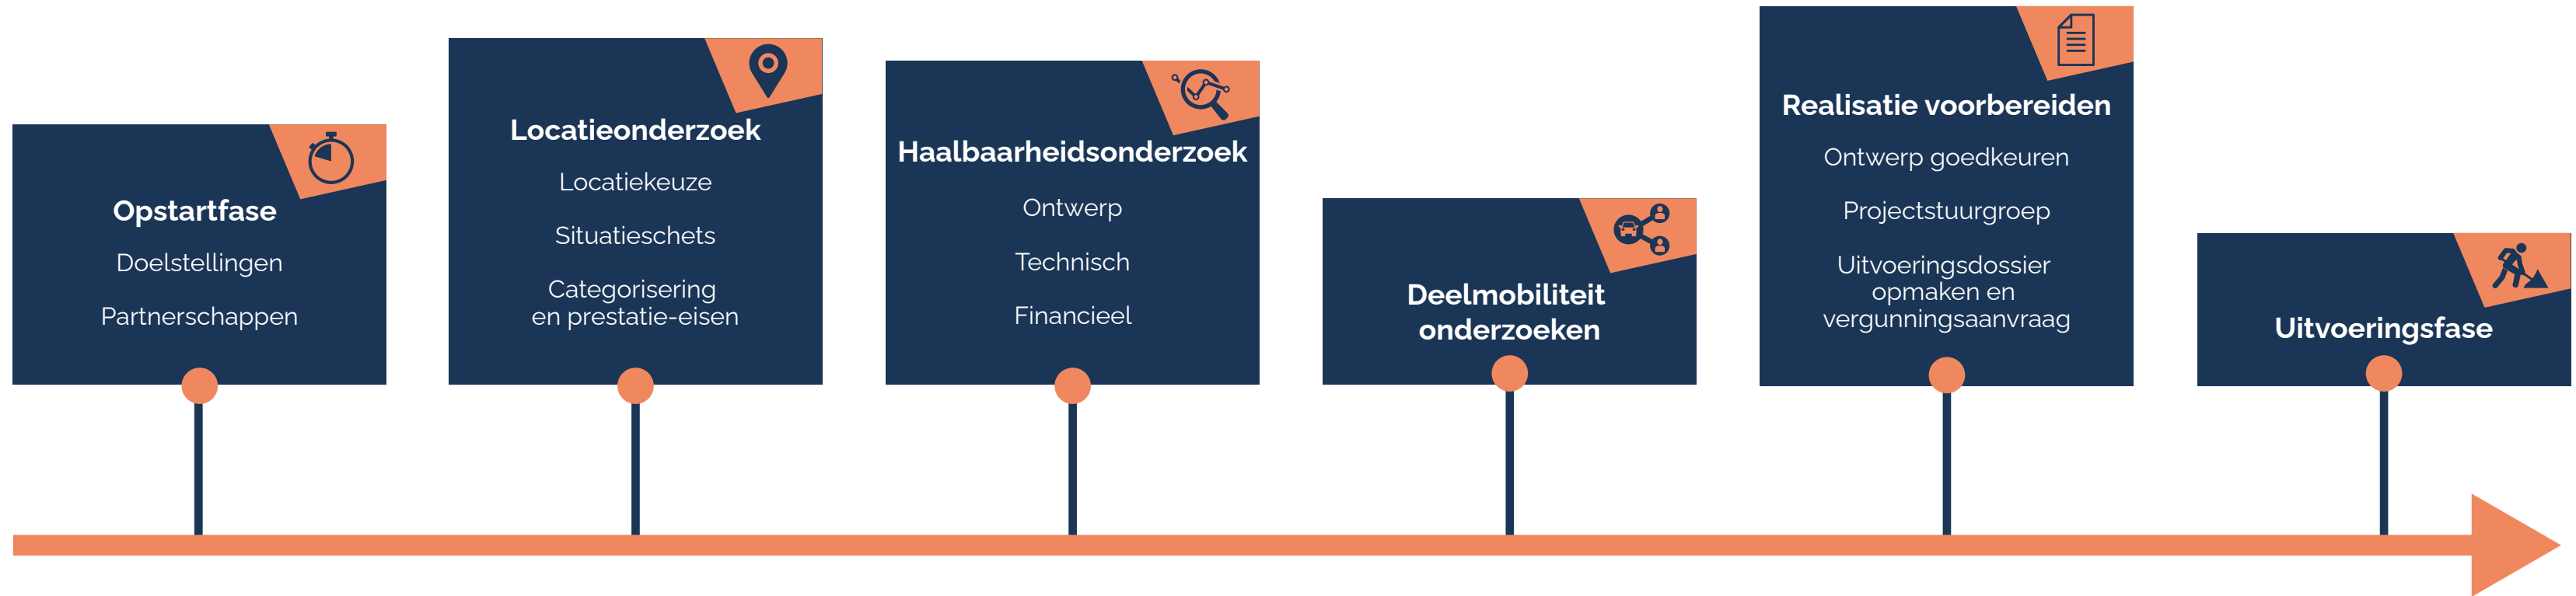 Opstartfase
Doelstellingen
Partnerschappen
Locatieonderzoek
Locatiekeuze
Situatieschets
Categorisering
en prestatie-eisen
Haalbaarheidsonderzoek
Ontwerp
Technisch
Financieel
Deelmobiliteit
onderzoeken
Realisatie voorbereiden
Ontwerp goedkeuren
Projectstuurgroep
Uitvoeringsdossier
opmaken en
vergunningsaanvraag
Uitvoeringsfase